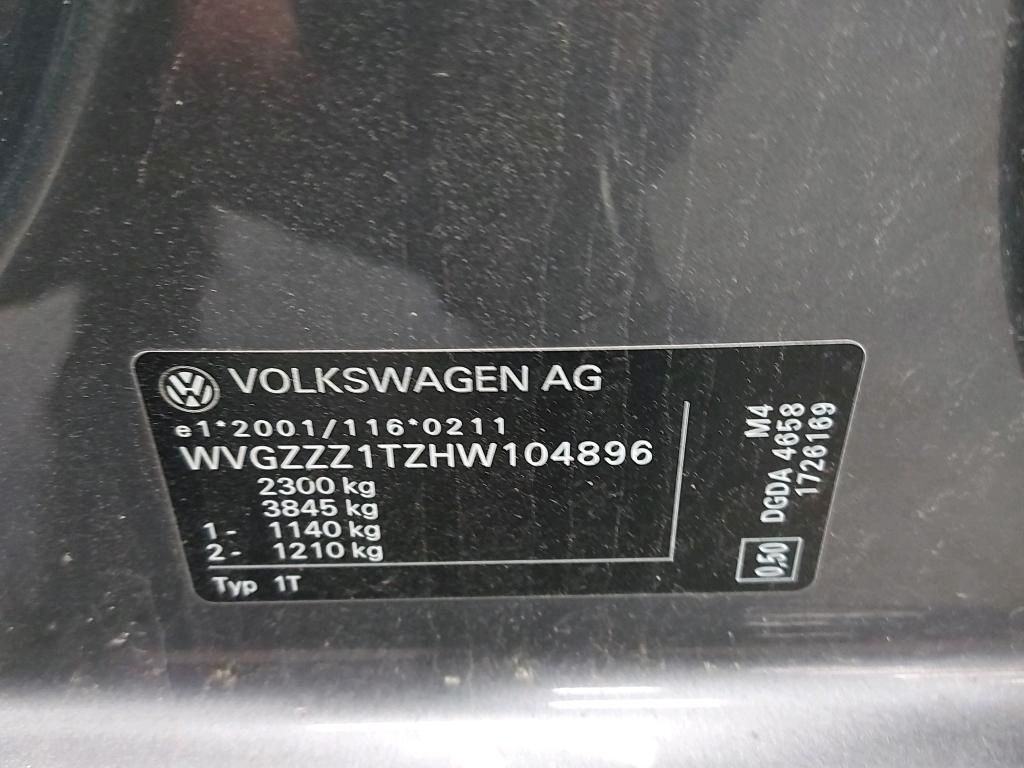 VOLKSWAGEN AG
e1*2001/116*0211
WVGZZZ1TZHW104896
2300 kg
3845 kg
1- 1140 kg
2- 1210 kg
Typ 1T
M4
0.50 DGDA 4658
1726169